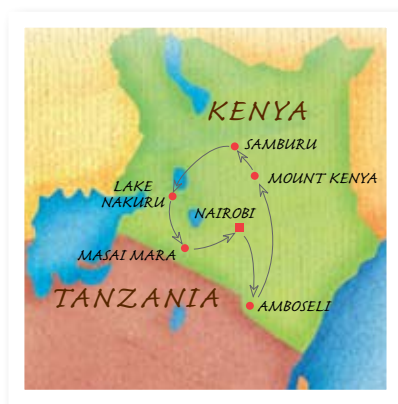 KENYA
SAMBURU
MOUNT KENYA
LAKE
NAKURU
NAIROBI
MASAI MARA
TANZANIA
AMBOSELI